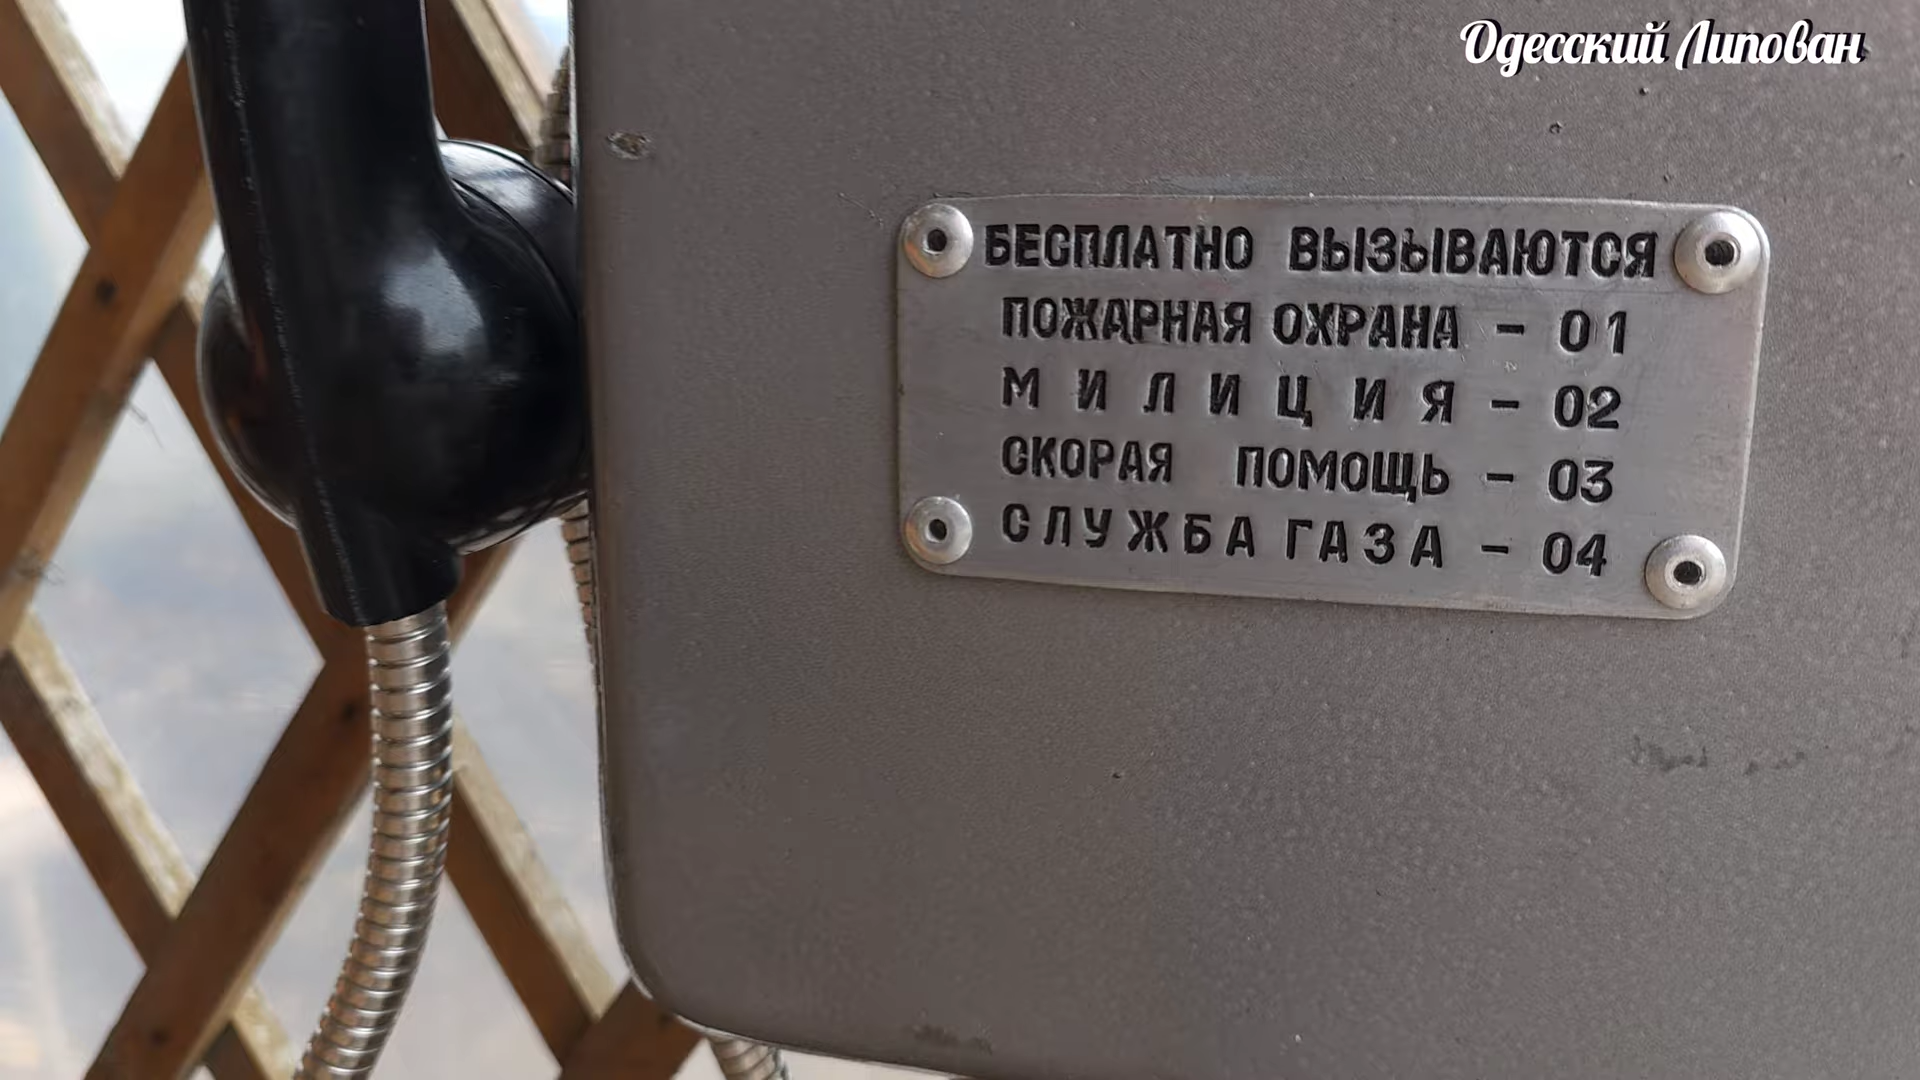 Одесский Липован
БЕСПЛАТНО ВЫЗЫВАЮТСЯ
ПОЖАРНАЯ ОХРАНА - 01
МИЛИЦИЯ - 02
СКОРАЯ ПОМОЩЬ - 03
СЛУЖБА ГАЗА - 04